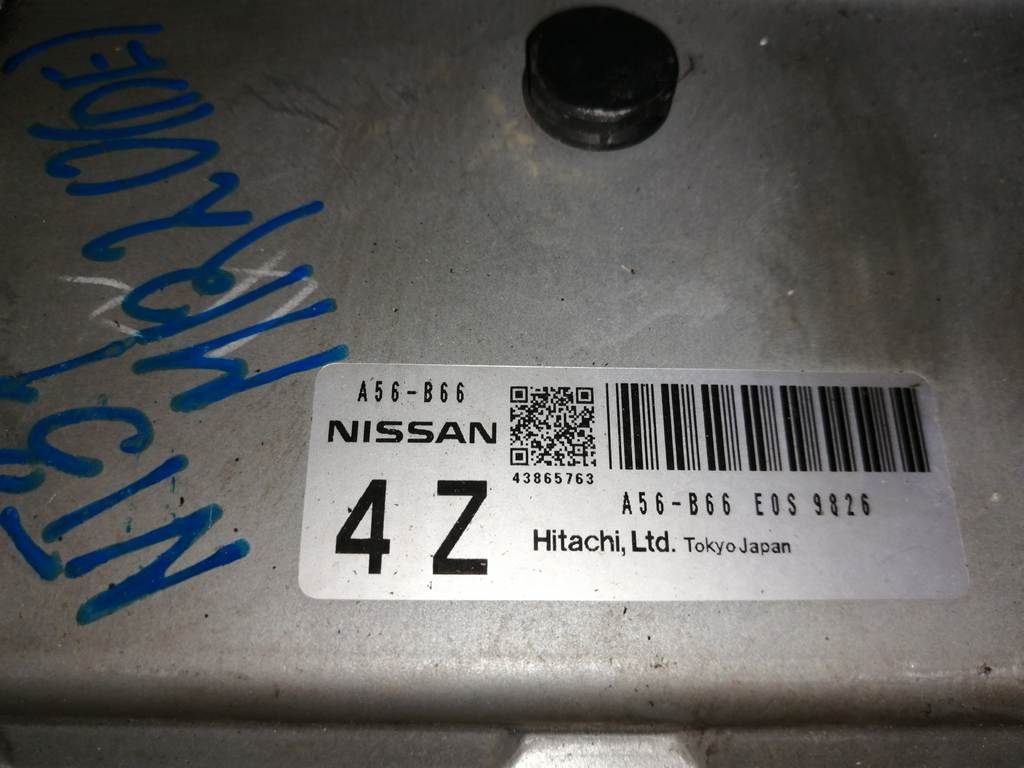 A56-B66
NISSAN
43865763
4 Z
A56-B66 E0S 9826
Hitachi, Ltd. Tokyo Japan